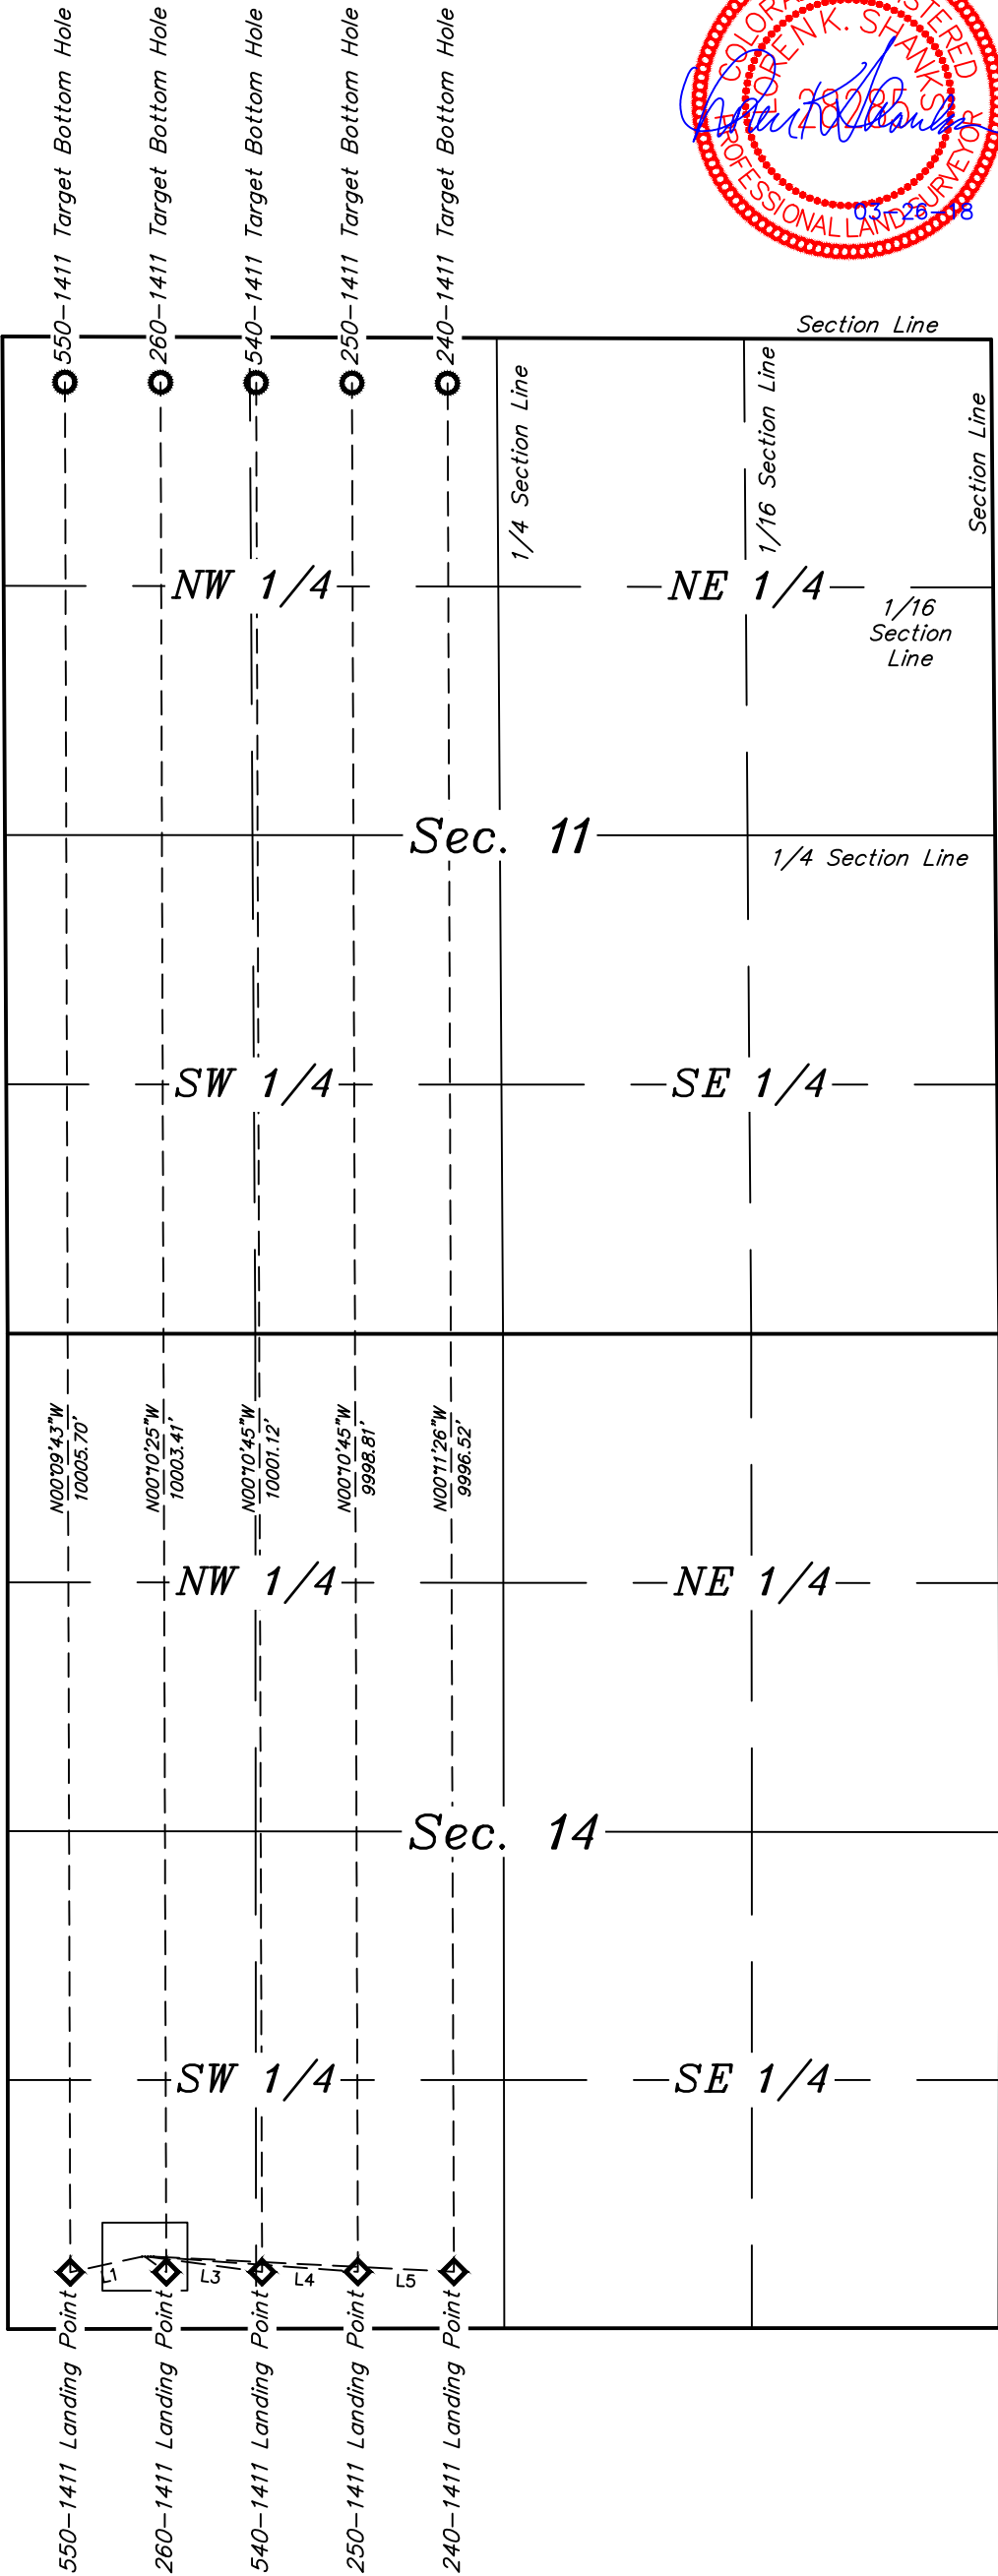 550-1411 Target Bottom Hole
260-1411 Target Bottom Hole
540-1411 Target Bottom Hole
250-1411 Target Bottom Hole
240-1411 Target Bottom Hole
LOREN K. SHANKS
28285
PROFESSIONAL LAND SURVEYOR
03-26-18
Section Line
1/4 Section Line
1/16 Section Line
Section Line
NW 1/4
NE 1/4
1/16
Section
Line
Sec. 11
1/4 Section Line
SW 1/4
SE 1/4
N00°09'43"W
10005.70'
N00°10'25"W
10003.41'
N00°10'45"W
10001.12'
N00°10'45"W
9998.81'
N00°11'26"W
9996.52'
NW 1/4
NE 1/4
Sec. 14
SW 1/4
SE 1/4
L1
L3
L4
L5
550-1411 Landing Point
260-1411 Landing Point
540-1411 Landing Point
250-1411 Landing Point
240-1411 Landing Point